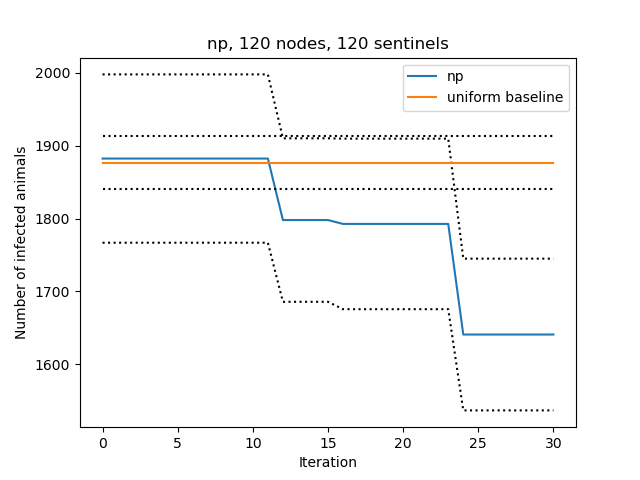 np, 120 nodes, 120 sentinels
np
uniform baseline
Number of infected animals
2000
1900
1800
1700
1600
0 5 10 15 20 25 30
Iteration